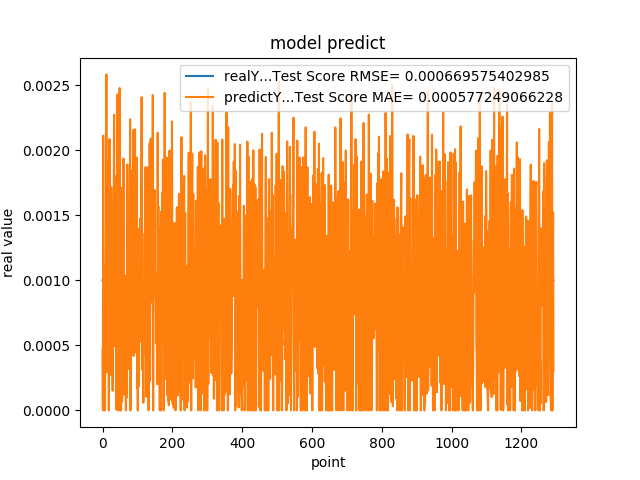 model predict
realY...Test Score RMSE= 0.000669575402985
predictY...Test Score MAE= 0.000577249066228
real value
0.0025
0.0020
0.0015
0.0010
0.0005
0.0000
0 200 400 600 800 1000 1200
point